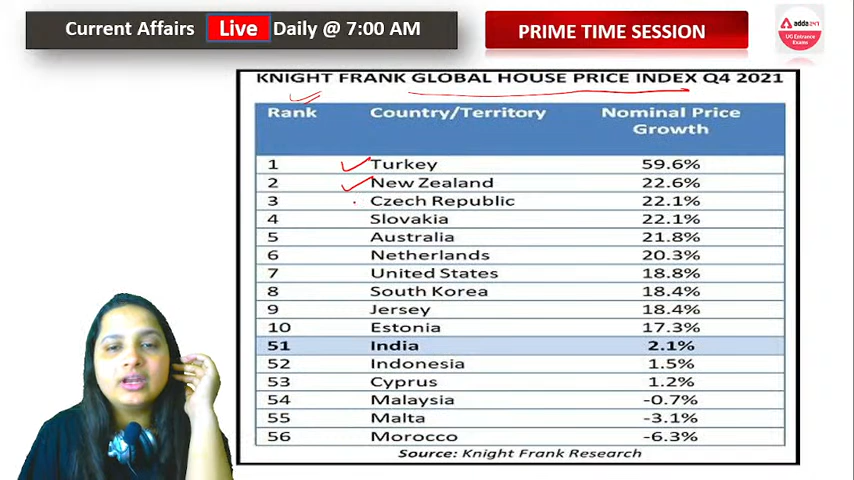 Current Affairs Live Daily @ 7:00 AM
PRIME TIME SESSION
adda247
UG Entrance
Exams
KNIGHT FRANK GLOBAL HOUSE PRICE INDEX Q4 2021
Rank Country/Territory Nominal Price Growth
1 Turkey 59.6%
2 New Zealand 22.6%
3 Czech Republic 22.1%
4 Slovakia 22.1%
5 Australia 21.8%
6 Netherlands 20.3%
7 United States 18.8%
8 South Korea 18.4%
9 Jersey 18.4%
10 Estonia 17.3%
51 India 2.1%
52 Indonesia 1.5%
53 Cyprus 1.2%
54 Malaysia -0.7%
55 Malta -3.1%
56 Morocco -6.3%
Source: Knight Frank Research